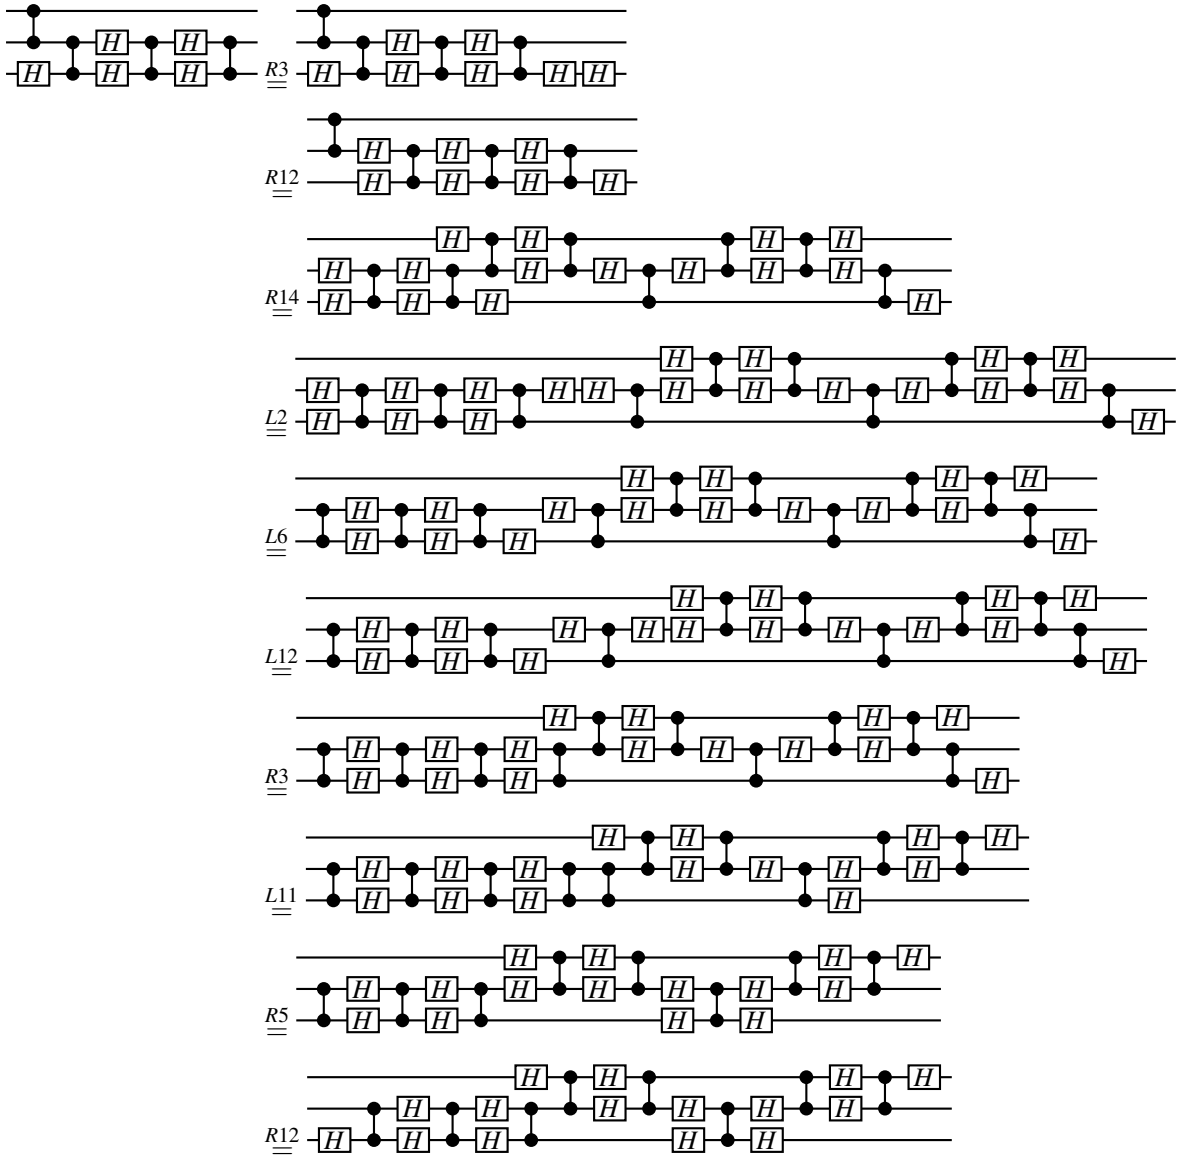 H H H H
H H H R3 H H H H H
=
H H H
R12 H H H H
=
H H H H
H H H H H H H
R14 H H H H
=
H H H H
H H H H H H H H H H H
L2 H H H H
=
H H H H
H H H H H H H H
L6 H H H H
=
H H H H
H H H H H H H H H
L12 H H H H
=
H H H H
H H H H H H H
R3 H H H H
=
H H H H
H H H H H H H
L11 H H H H
=
H H H H
H H H H H H H
R5 H H H H
=
H H H H
H H H H H H
R12 H H H H H
=